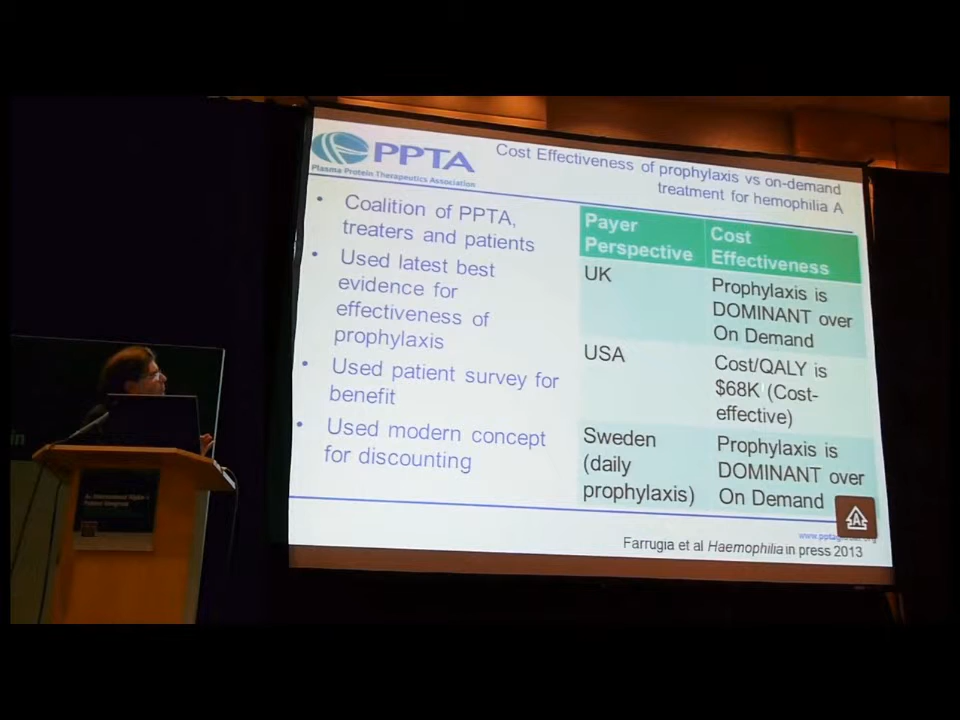 PPTA
Plasma Protein Therapeutics Association
Cost Effectiveness of prophylaxis vs on-demand
treatment for hemophilia A
• Coalition of PPTA,
treaters and patients
• Used latest best
evidence for
effectiveness of
prophylaxis
• Used patient survey for
benefit
• Used modern concept
for discounting
Payer
Perspective
Cost
Effectiveness
UK
Prophylaxis is
DOMINANT over
On Demand
USA
Cost/QALY is
$68K (Cost-
effective)
Sweden
(daily
prophylaxis)
Prophylaxis is
DOMINANT over
On Demand
Farrugia et al Haemophilia in press 2013